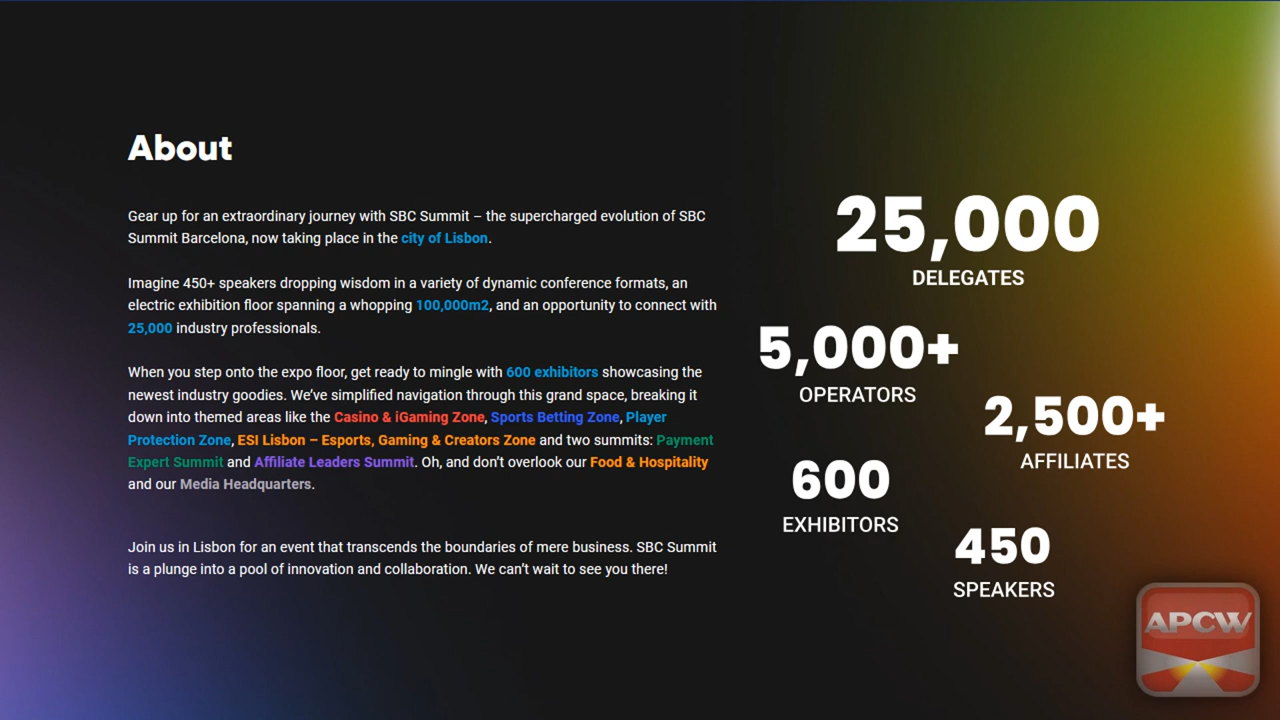 About
Gear up for an extraordinary journey with SBC Summit – the supercharged evolution of SBC
Summit Barcelona, now taking place in the city of Lisbon.
Imagine 450+ speakers dropping wisdom in a variety of dynamic conference formats, an
electric exhibition floor spanning a whopping 100,000m2, and an opportunity to connect with
25,000 industry professionals.
When you step onto the expo floor, get ready to mingle with 600 exhibitors showcasing the
newest industry goodies. We’ve simplified navigation through this grand space, breaking it
down into themed areas like the Casino & iGaming Zone, Sports Betting Zone, Player
Protection Zone, ESI Lisbon – Esports, Gaming & Creators Zone and two summits: Payment
Expert Summit and Affiliate Leaders Summit. Oh, and don’t overlook our Food & Hospitality
and our Media Headquarters.
Join us in Lisbon for an event that transcends the boundaries of mere business. SBC Summit
is a plunge into a pool of innovation and collaboration. We can’t wait to see you there!
25,000
DELEGATES
5,000+
OPERATORS
2,500+
AFFILIATES
600
EXHIBITORS
450
SPEAKERS
APCW